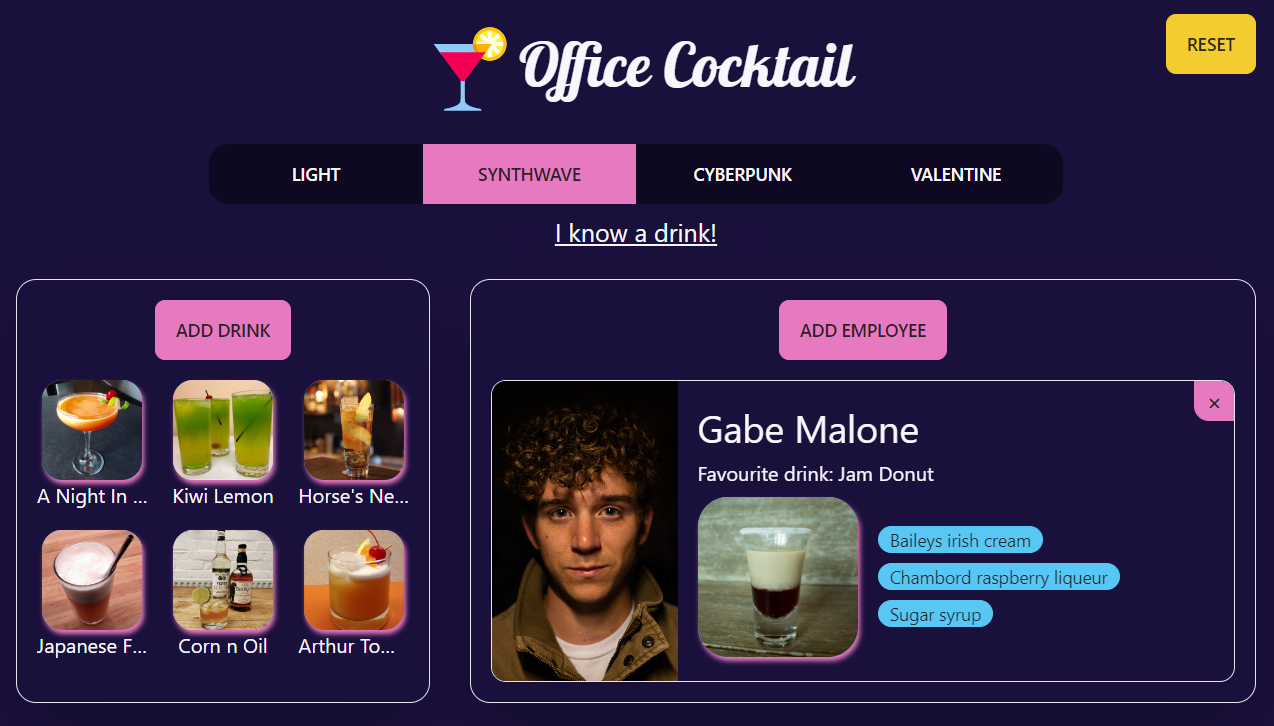 Office Cocktail
RESET
LIGHT
SYNTHWAVE
CYBERPUNK
VALENTINE
I know a drink!
ADD DRINK
A Night In ...
Kiwi Lemon
Horse's Ne...
Japanese F...
Corn n Oil
Arthur To...
ADD EMPLOYEE
×
Gabe Malone
Favourite drink: Jam Donut
Baileys irish cream
Chambord raspberry liqueur
Sugar syrup